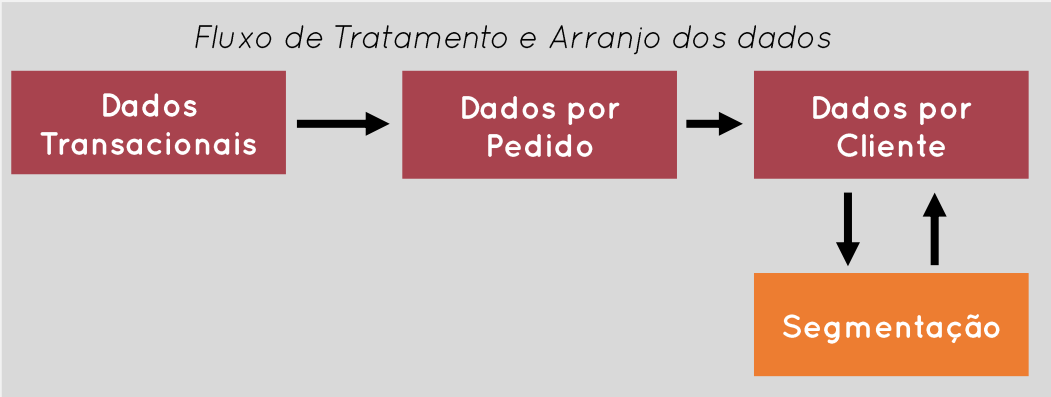 Fluxo de Tratamento e Arranjo dos dados
Dados
Transacionais
Dados por
Pedido
Dados por
Cliente
Segmentação